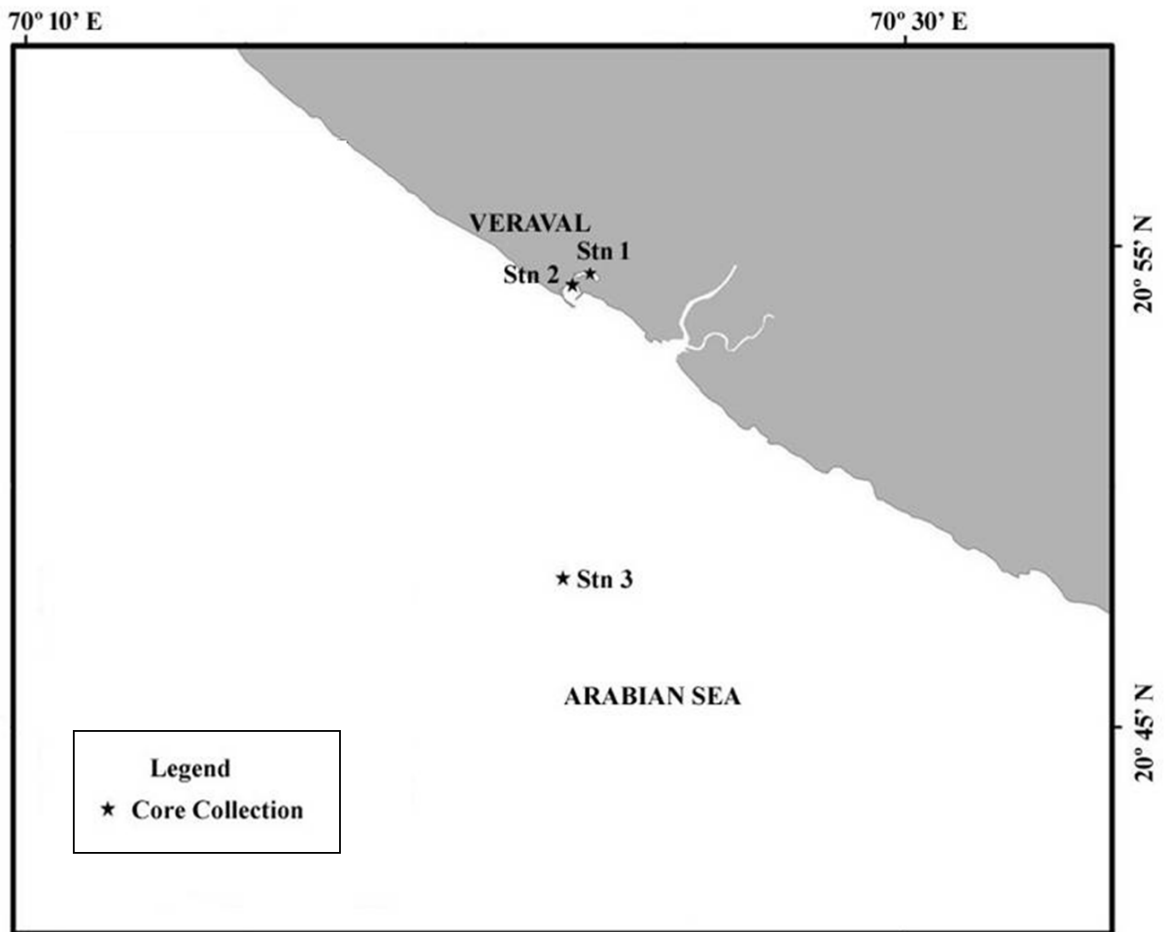 70º 10’ E
70º 30’ E
20º 55’ N
VERAVAL
Stn 1
Stn 2
Stn 3
ARABIAN SEA
20º 45’ N
Legend
★ Core Collection